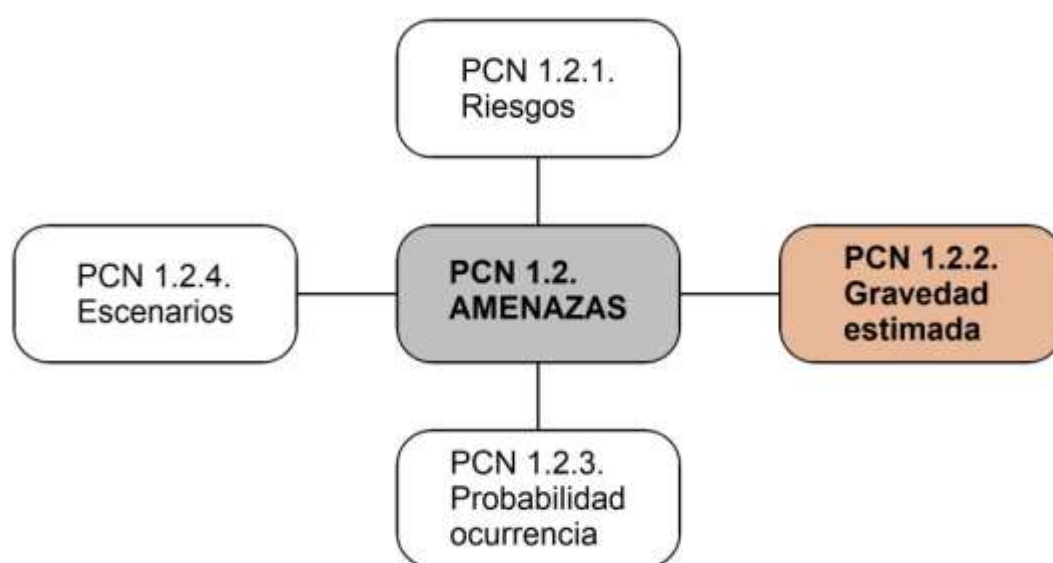 PCN 1.2.1.
Riesgos
PCN 1.2.4.
Escenarios
PCN 1.2.
AMENAZAS
PCN 1.2.2.
Gravedad
estimada
PCN 1.2.3.
Probabilidad
ocurrencia